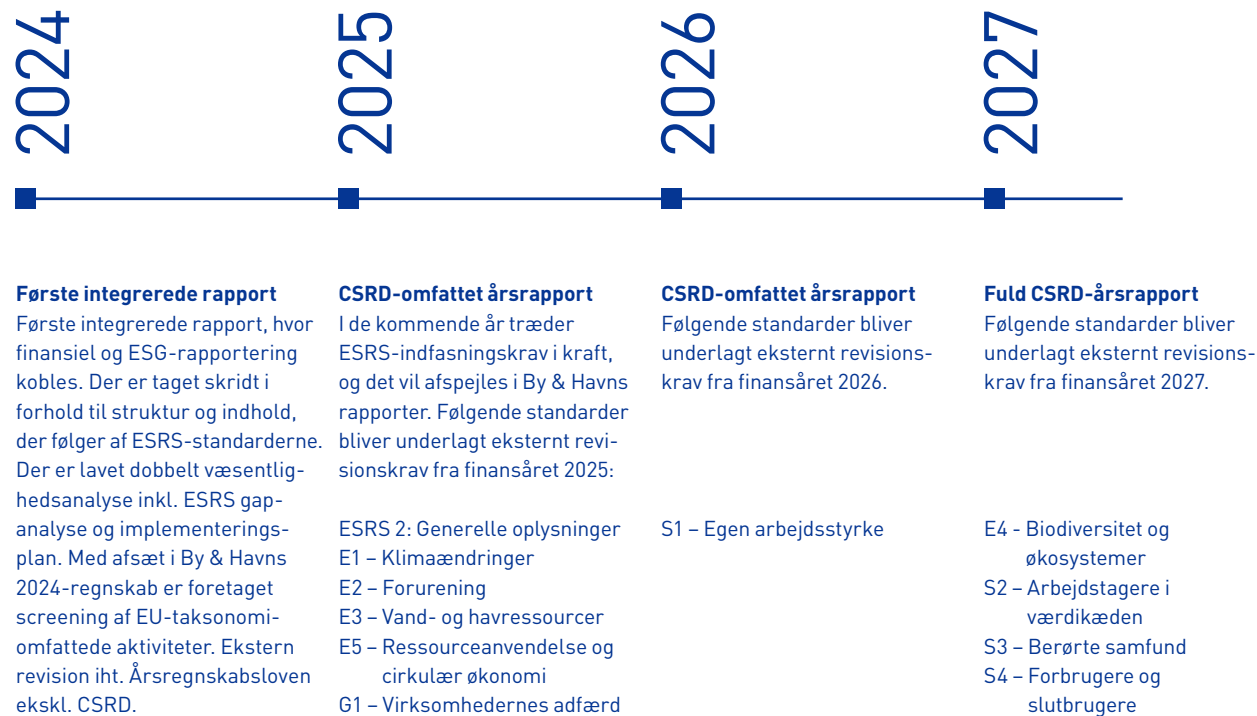 2024
2025
2026
2027
Første integrerede rapport
Første integrerede rapport, hvor
finansiel og ESG-rapportering
kobles. Der er taget skridt i
forhold til struktur og indhold,
der følger af ESRS-standarderne.
Der er lavet dobbelt væsentlig-
hedsanalyse inkl. ESRS gap-
analyse og implementerings-
plan. Med afsæt i By & Havns
2024-regnskab er foretaget
screening af EU-taksonomi-
omfattede aktiviteter. Ekstern
revision iht. Årsregnskabsloven
ekskl. CSRD.
CSRD-omfattet årsrapport
I de kommende år træder
ESRS-indfasningskrav i kraft,
og det vil afspejles i By & Havns
rapporter. Følgende standarder
bliver underlagt eksternt revi-
sionskrav fra finansåret 2025:
ESRS 2: Generelle oplysninger
E1 – Klimaændringer
E2 – Forurening
E3 – Vand- og havressourcer
E5 – Ressourceanvendelse og
cirkulær økonomi
G1 – Virksomhedernes adfærd
CSRD-omfattet årsrapport
Følgende standarder bliver
underlagt eksternt revisions-
krav fra finansåret 2026.
S1 – Egen arbejdsstyrke
Fuld CSRD-årsrapport
Følgende standarder bliver
underlagt eksternt revisions-
krav fra finansåret 2027.
E4 - Biodiversitet og
økosystemer
S2 – Arbejdstagere i
værdikæden
S3 – Berørte samfund
S4 – Forbrugere og
slutbrugere